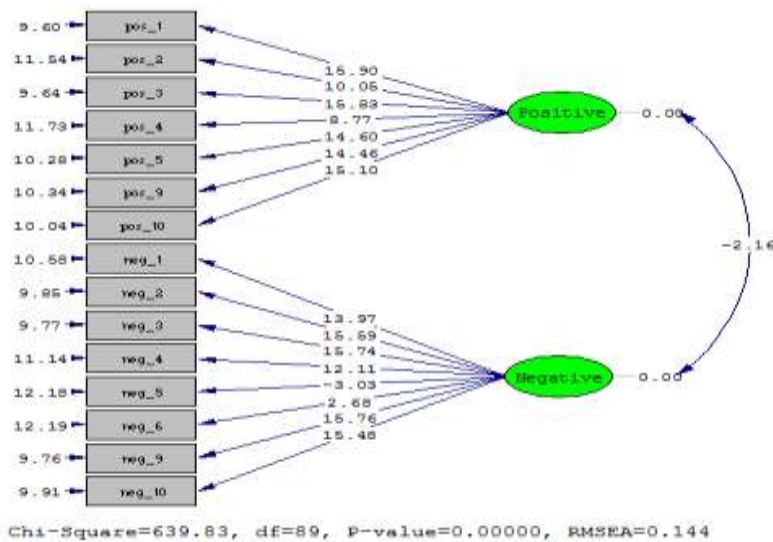 9.60 pos_1
11.54 pos_2
9.64 pos_3
11.73 pos_4
10.28 pos_5
10.34 pos_9
10.04 pos_10
10.58 neg_1
9.85 neg_2
9.77 neg_3
11.14 neg_4
12.18 neg_5
12.19 neg_6
9.76 neg_9
9.91 neg_10
15.90
10.05
15.83
8.77
14.60
14.46
15.10
13.97
15.59
15.74
12.11
-3.03
2.68
15.76
15.48
Positive 0.00
-2.16
Negative 0.00
Chi-Square=639.83, df=89, P-value=0.00000, RMSEA=0.144